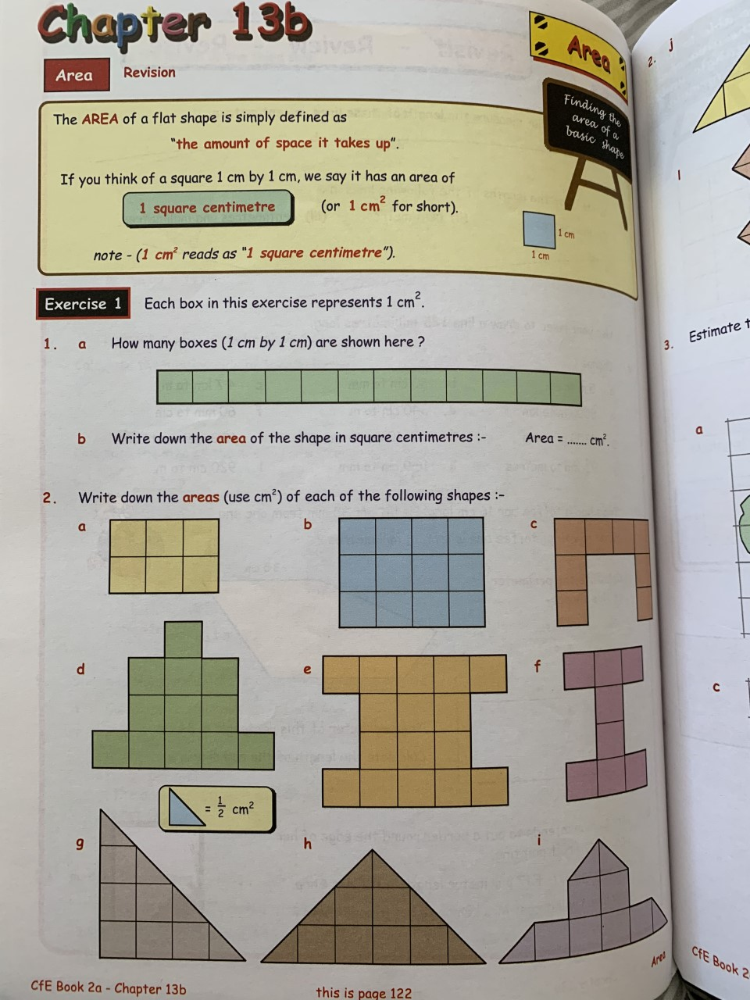 Chapter 13b
Area
Area
Revision
Finding the
area of a
basic shape
The AREA of a flat shape is simply defined as
"the amount of space it takes up".
If you think of a square 1 cm by 1 cm, we say it has an area of
1 square centimetre (or 1 cm² for short).
1 cm
1 cm
note - (1 cm² reads as "1 square centimetre").
Exercise 1 Each box in this exercise represents 1 cm².
1. a How many boxes (1 cm by 1 cm) are shown here ?
b Write down the area of the shape in square centimetres :- Area = ....... cm².
2. Write down the areas (use cm²) of each of the following shapes :-
a b c
d e f
= 1/2 cm²
g h i
Area
CfE Book 2a - Chapter 13b
this is page 122
2. j
l
3. Estimate
a
c
CfE Book 2